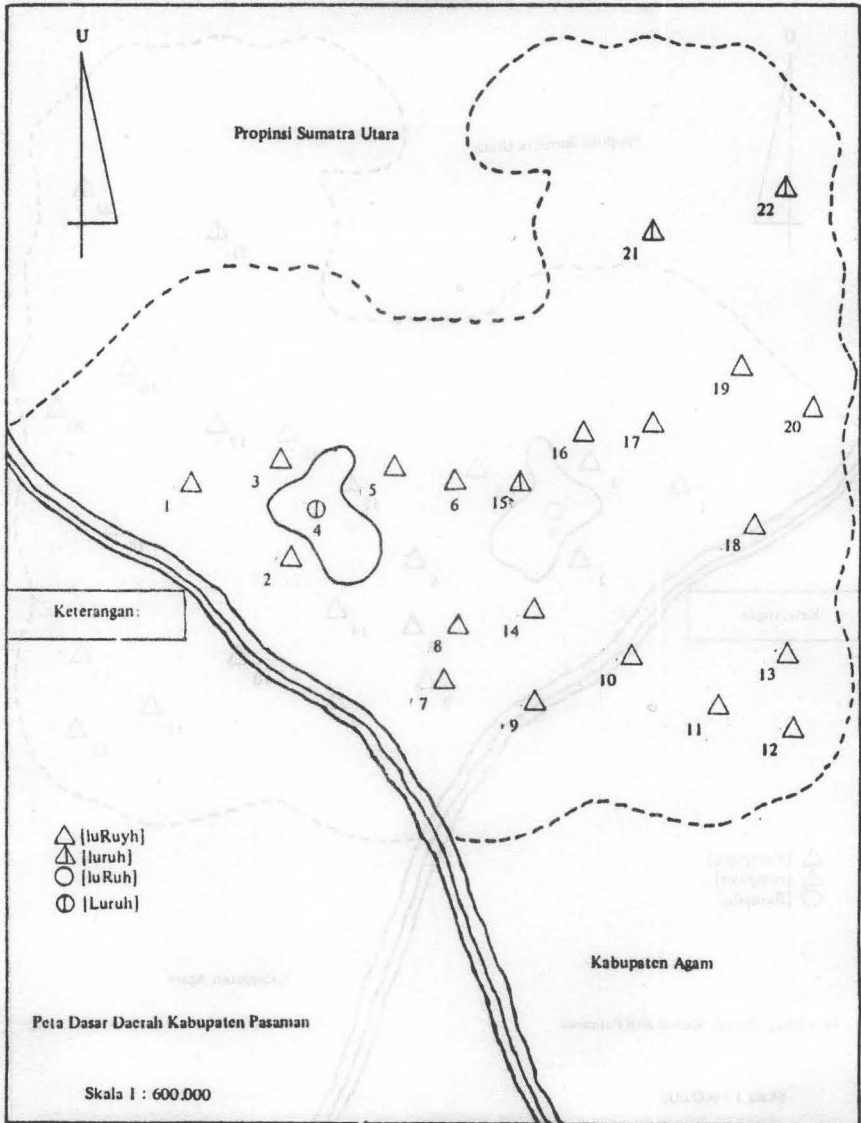 U
Propinsi Sumatra Utara
22
21
19
20
17
16
3
5
6
15
1
4
18
2
Keterangan:
14
8
10
13
7
9
11
12
△ [luRuyh]
[luruh]
○ [luRuh]
[Luruh]
Kabupaten Agam
Peta Dasar Daerah Kabupaten Pasaman
Skala 1 : 600.000